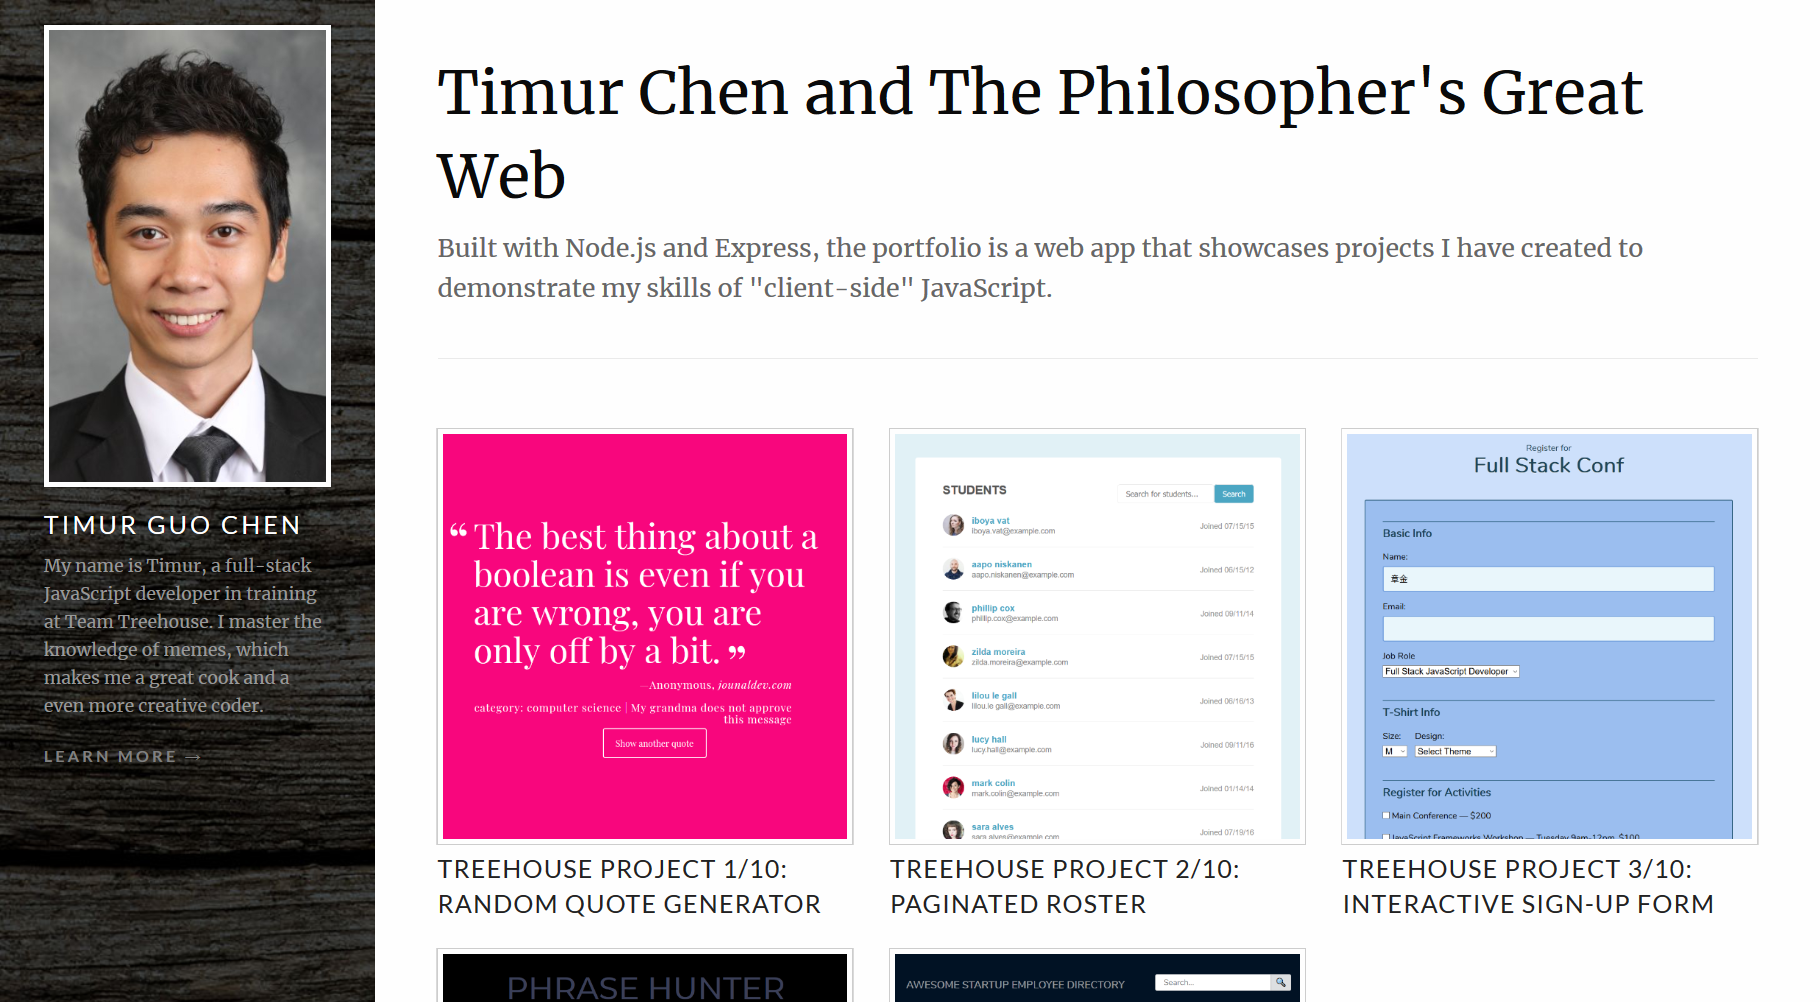 TIMUR GUO CHEN
My name is Timur, a full-stack
JavaScript developer in training
at Team Treehouse. I master the
knowledge of memes, which
makes me a great cook and a
even more creative coder.
LEARN MORE →
Timur Chen and The Philosopher's Great
Web
Built with Node.js and Express, the portfolio is a web app that showcases projects I have created to
demonstrate my skills of "client-side" JavaScript.
“ The best thing about a
boolean is even if you
are wrong, you are
only off by a bit. ”
—Anonymous, jounaldev.com
category: computer science | My grandma does not approve
this message
Show another quote
TREEHOUSE PROJECT 1/10:
RANDOM QUOTE GENERATOR
STUDENTS
Search for students...
Search
iboya vat
iboya.vat@example.com
Joined 07/15/15
aapo niskanen
aapo.niskanen@example.com
Joined 06/15/12
phillip cox
phillip.cox@example.com
Joined 09/11/14
zilda moreira
zilda.moreira@example.com
Joined 07/15/15
lilou le gall
lilou.le gall@example.com
Joined 06/16/13
lucy hall
lucy.hall@example.com
Joined 09/11/16
mark colin
mark.colin@example.com
Joined 01/14/14
sara alves
sara.alves@example.com
Joined 07/19/16
TREEHOUSE PROJECT 2/10:
PAGINATED ROSTER
Register for
Full Stack Conf
Basic Info
Name:
章金
Email:
Job Role
Full Stack JavaScript Developer
T-Shirt Info
Size: Design:
M Select Theme
Register for Activities
Main Conference — $200
JavaScript Frameworks Workshop — Tuesday 9am-12pm, $100
TREEHOUSE PROJECT 3/10:
INTERACTIVE SIGN-UP FORM
PHRASE HUNTER
AWESOME STARTUP EMPLOYEE DIRECTORY
Search...